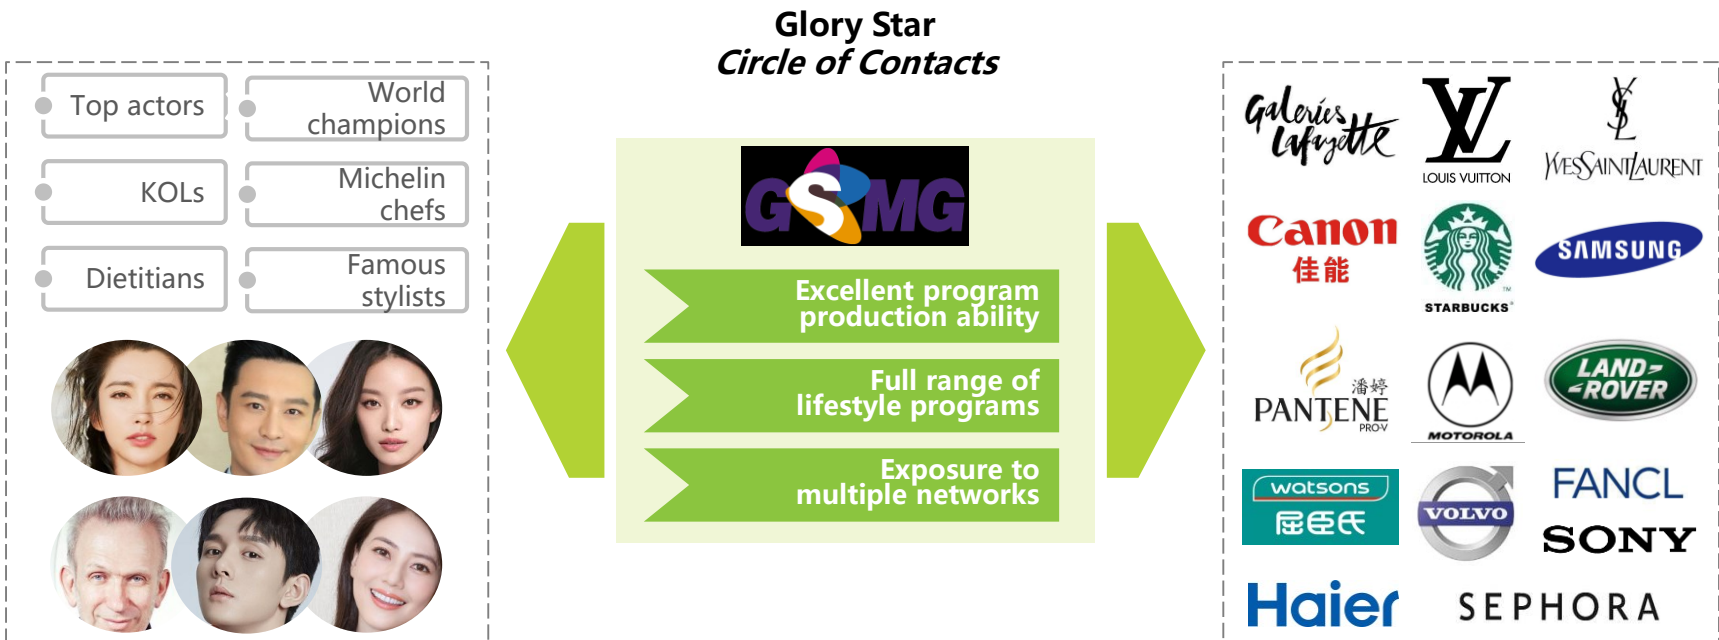 Glory Star
Circle of Contacts
Top actors
World
champions
KOLs
Michelin
chefs
Dietitians
Famous
stylists
GSMG
Excellent program
production ability
Full range of
lifestyle programs
Exposure to
multiple networks
Galeries
Lafayette
LV
LOUIS VUITTON
YSL
YVESSAINTLAURENT
Canon
佳能
STARBUCKS
SAMSUNG
潘婷
PANTENE
PRO-V
MOTOROLA
LAND-
-ROVER
watsons
屈臣氏
VOLVO
FANCL
SONY
Haier
SEPHORA